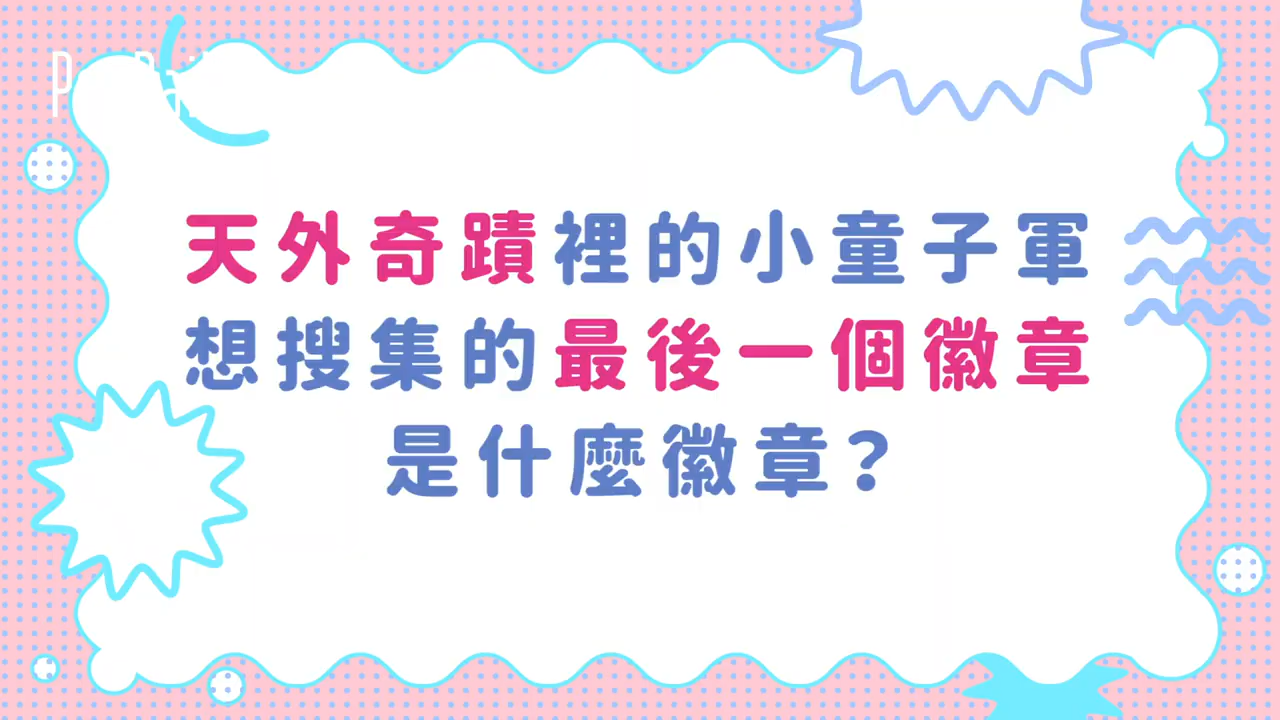 天外奇蹟裡的小童子軍
想搜集的最後一個徽章
是什麼徽章？